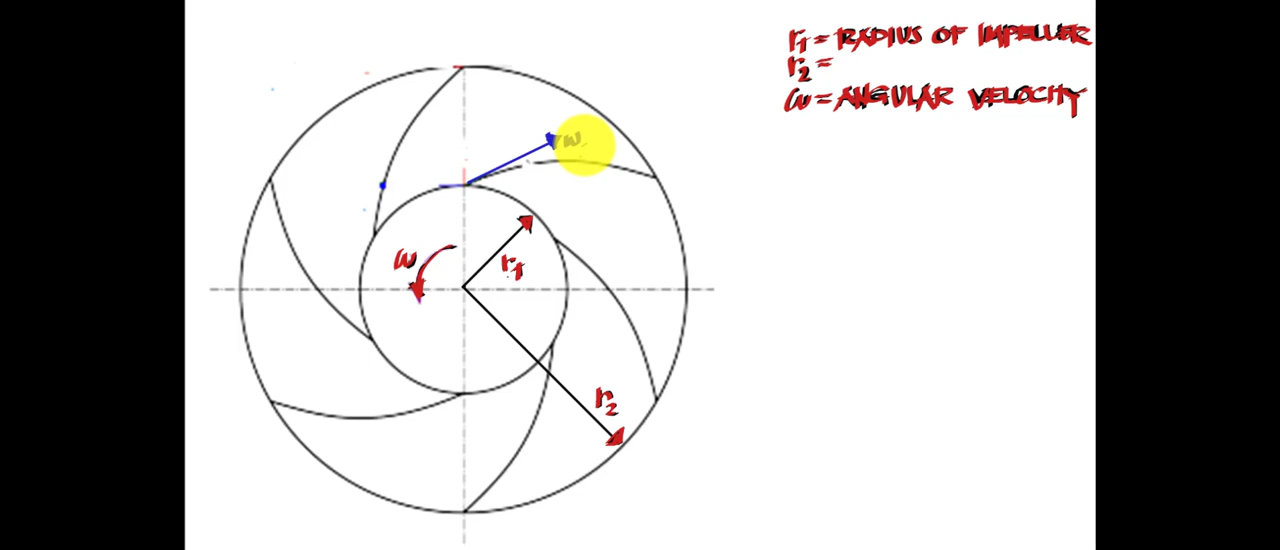 r1 = RADIUS OF IMPELLER
r2 =
ω = ANGULAR VELOCITY
w
ω
r1
r2